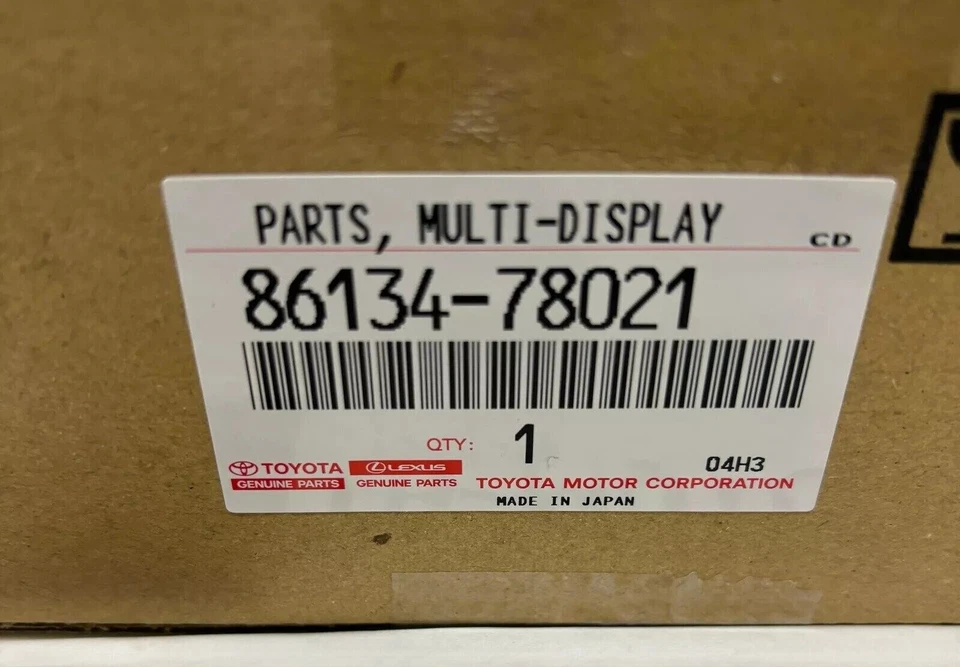 PARTS, MULTI-DISPLAY
CD
86134-78021
QTY: 1
04H3
TOYOTA LEXUS
GENUINE PARTS GENUINE PARTS TOYOTA MOTOR CORPORATION
MADE IN JAPAN